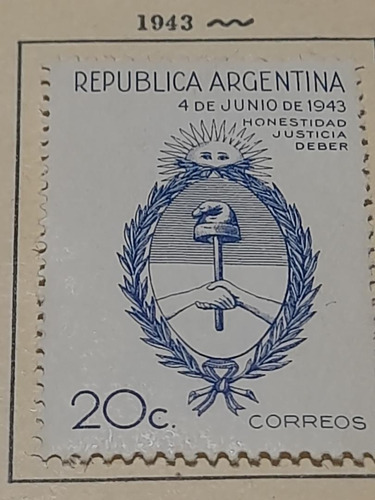 1943
REPUBLICA ARGENTINA
4 DE JUNIO DE 1943
HONESTIDAD
JUSTICIA
DEBER
20c.
CORREOS